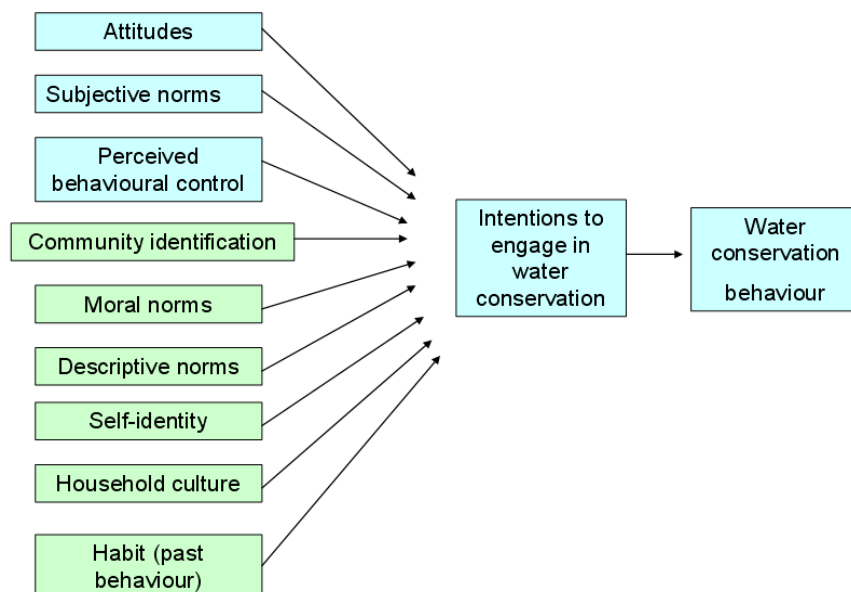 Attitudes
Subjective norms
Perceived
behavioural control
Community identification
Moral norms
Descriptive norms
Self-identity
Household culture
Habit (past
behaviour)
Intentions to
engage in
water
conservation
Water
conservation
behaviour